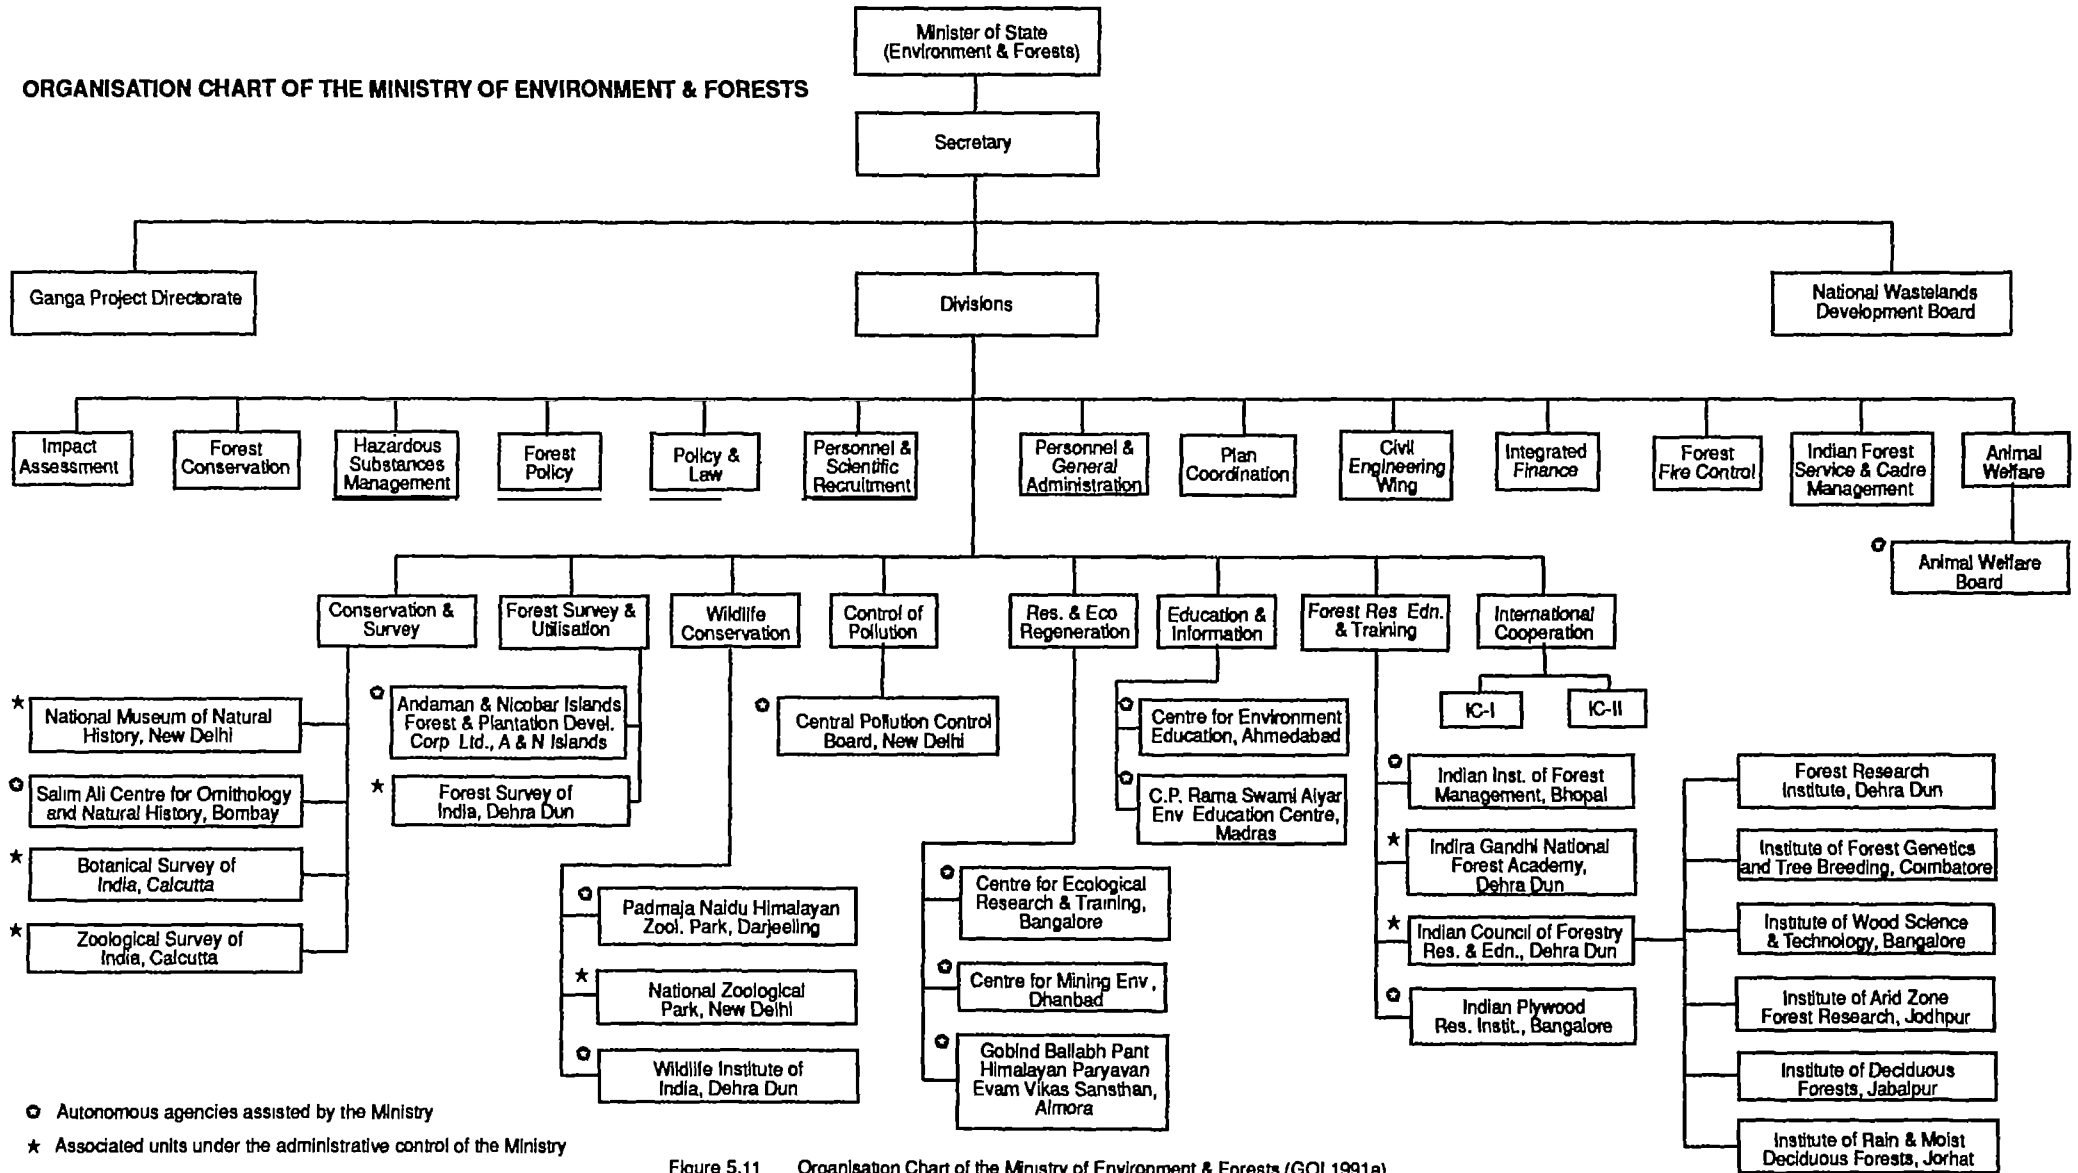 Minister of State
(Environment & Forests)
ORGANISATION CHART OF THE MINISTRY OF ENVIRONMENT & FORESTS
Secretary
Ganga Project Directorate
Divisions
National Wastelands
Development Board
Impact
Assessment
Forest
Conservation
Hazardous
Substances
Management
Forest
Policy
Policy &
Law
Personnel &
Scientific
Recruitment
Personnel &
General
Administration
Plan
Coordination
Civil
Engineering
Wing
Integrated
Finance
Forest
Fire Control
Indian Forest
Service & Cadre
Management
Animal
Welfare
Animal Welfare
Board
Conservation &
Survey
Forest Survey &
Utilisation
Wildlife
Conservation
Control of
Pollution
Res. & Eco
Regeneration
Education &
Information
Forest Res Edn.
& Training
International
Cooperation
IC-I
IC-II
National Museum of Natural
History, New Delhi
Salim Ali Centre for Ornithology
and Natural History, Bombay
Botanical Survey of
India, Calcutta
Zoological Survey of
India, Calcutta
Andaman & Nicobar Islands
Forest & Plantation Devel.
Corp Ltd., A & N Islands
Forest Survey of
India, Dehra Dun
Padmaja Naidu Himalayan
Zool. Park, Darjeeling
National Zoological
Park, New Delhi
Wildlife Institute of
India, Dehra Dun
Central Pollution Control
Board, New Delhi
Centre for Ecological
Research & Training,
Bangalore
Centre for Mining Env,
Dhanbad
Gobind Ballabh Pant
Himalayan Paryavan
Evam Vikas Sansthan,
Almora
Centre for Environment
Education, Ahmedabad
C.P. Rama Swami Aiyar
Env Education Centre,
Madras
Indian Inst. of Forest
Management, Bhopal
Indira Gandhi National
Forest Academy,
Dehra Dun
Indian Council of Forestry
Res. & Edn., Dehra Dun
Indian Plywood
Res. Instit., Bangalore
Forest Research
Institute, Dehra Dun
Institute of Forest Genetics
and Tree Breeding, Coimbatore
Institute of Wood Science
& Technology, Bangalore
Institute of Arid Zone
Forest Research, Jodhpur
Institute of Deciduous
Forests, Jabalpur
Institute of Rain & Moist
Deciduous Forests, Jorhat
✪ Autonomous agencies assisted by the Ministry
★ Associated units under the administrative control of the Ministry
Figure 5.11 Organisation Chart of the Ministry of Environment & Forests (GOI 1991a)